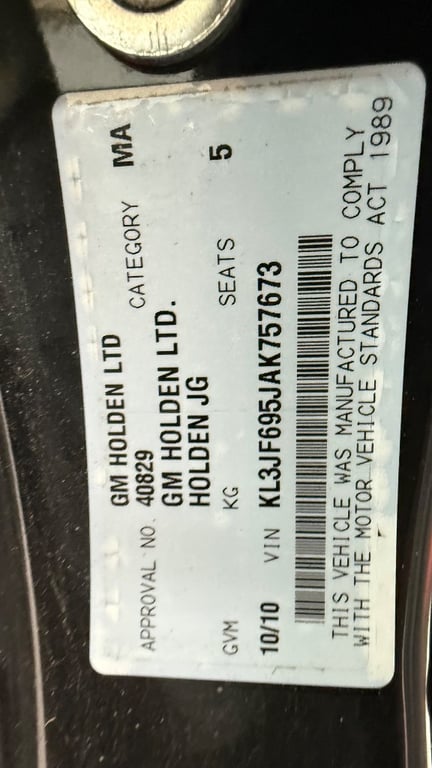 GM HOLDEN LTD
APPROVAL NO. 40829 CATEGORY MA
GM HOLDEN LTD.
HOLDEN JG
GVM KG SEATS 5
10/10 VIN KL3JF695JAK757673
THIS VEHICLE WAS MANUFACTURED TO COMPLY
WITH THE MOTOR VEHICLE STANDARDS ACT 1989